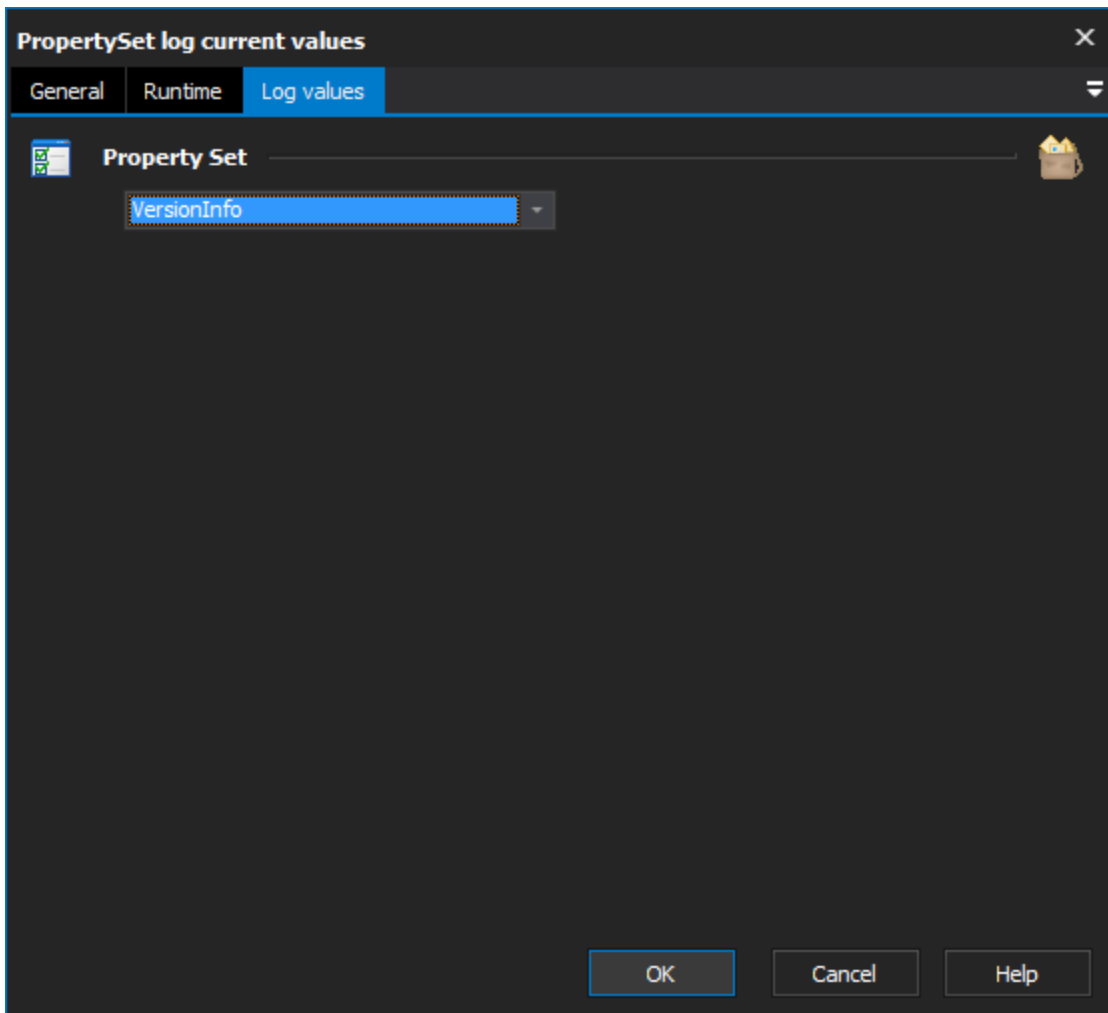 PropertySet log current values
General Runtime Log values
Property Set
VersionInfo
OK Cancel Help